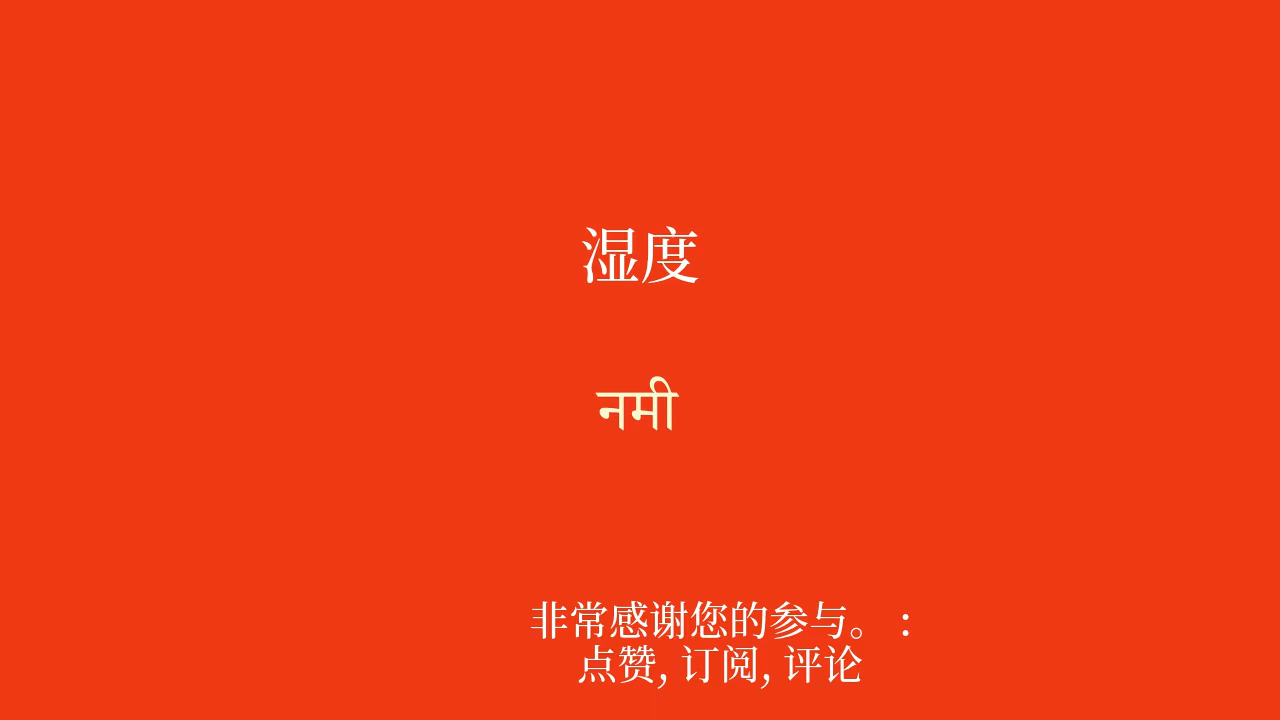 湿度
नमी
非常感谢您的参与。 :
点赞, 订阅, 评论